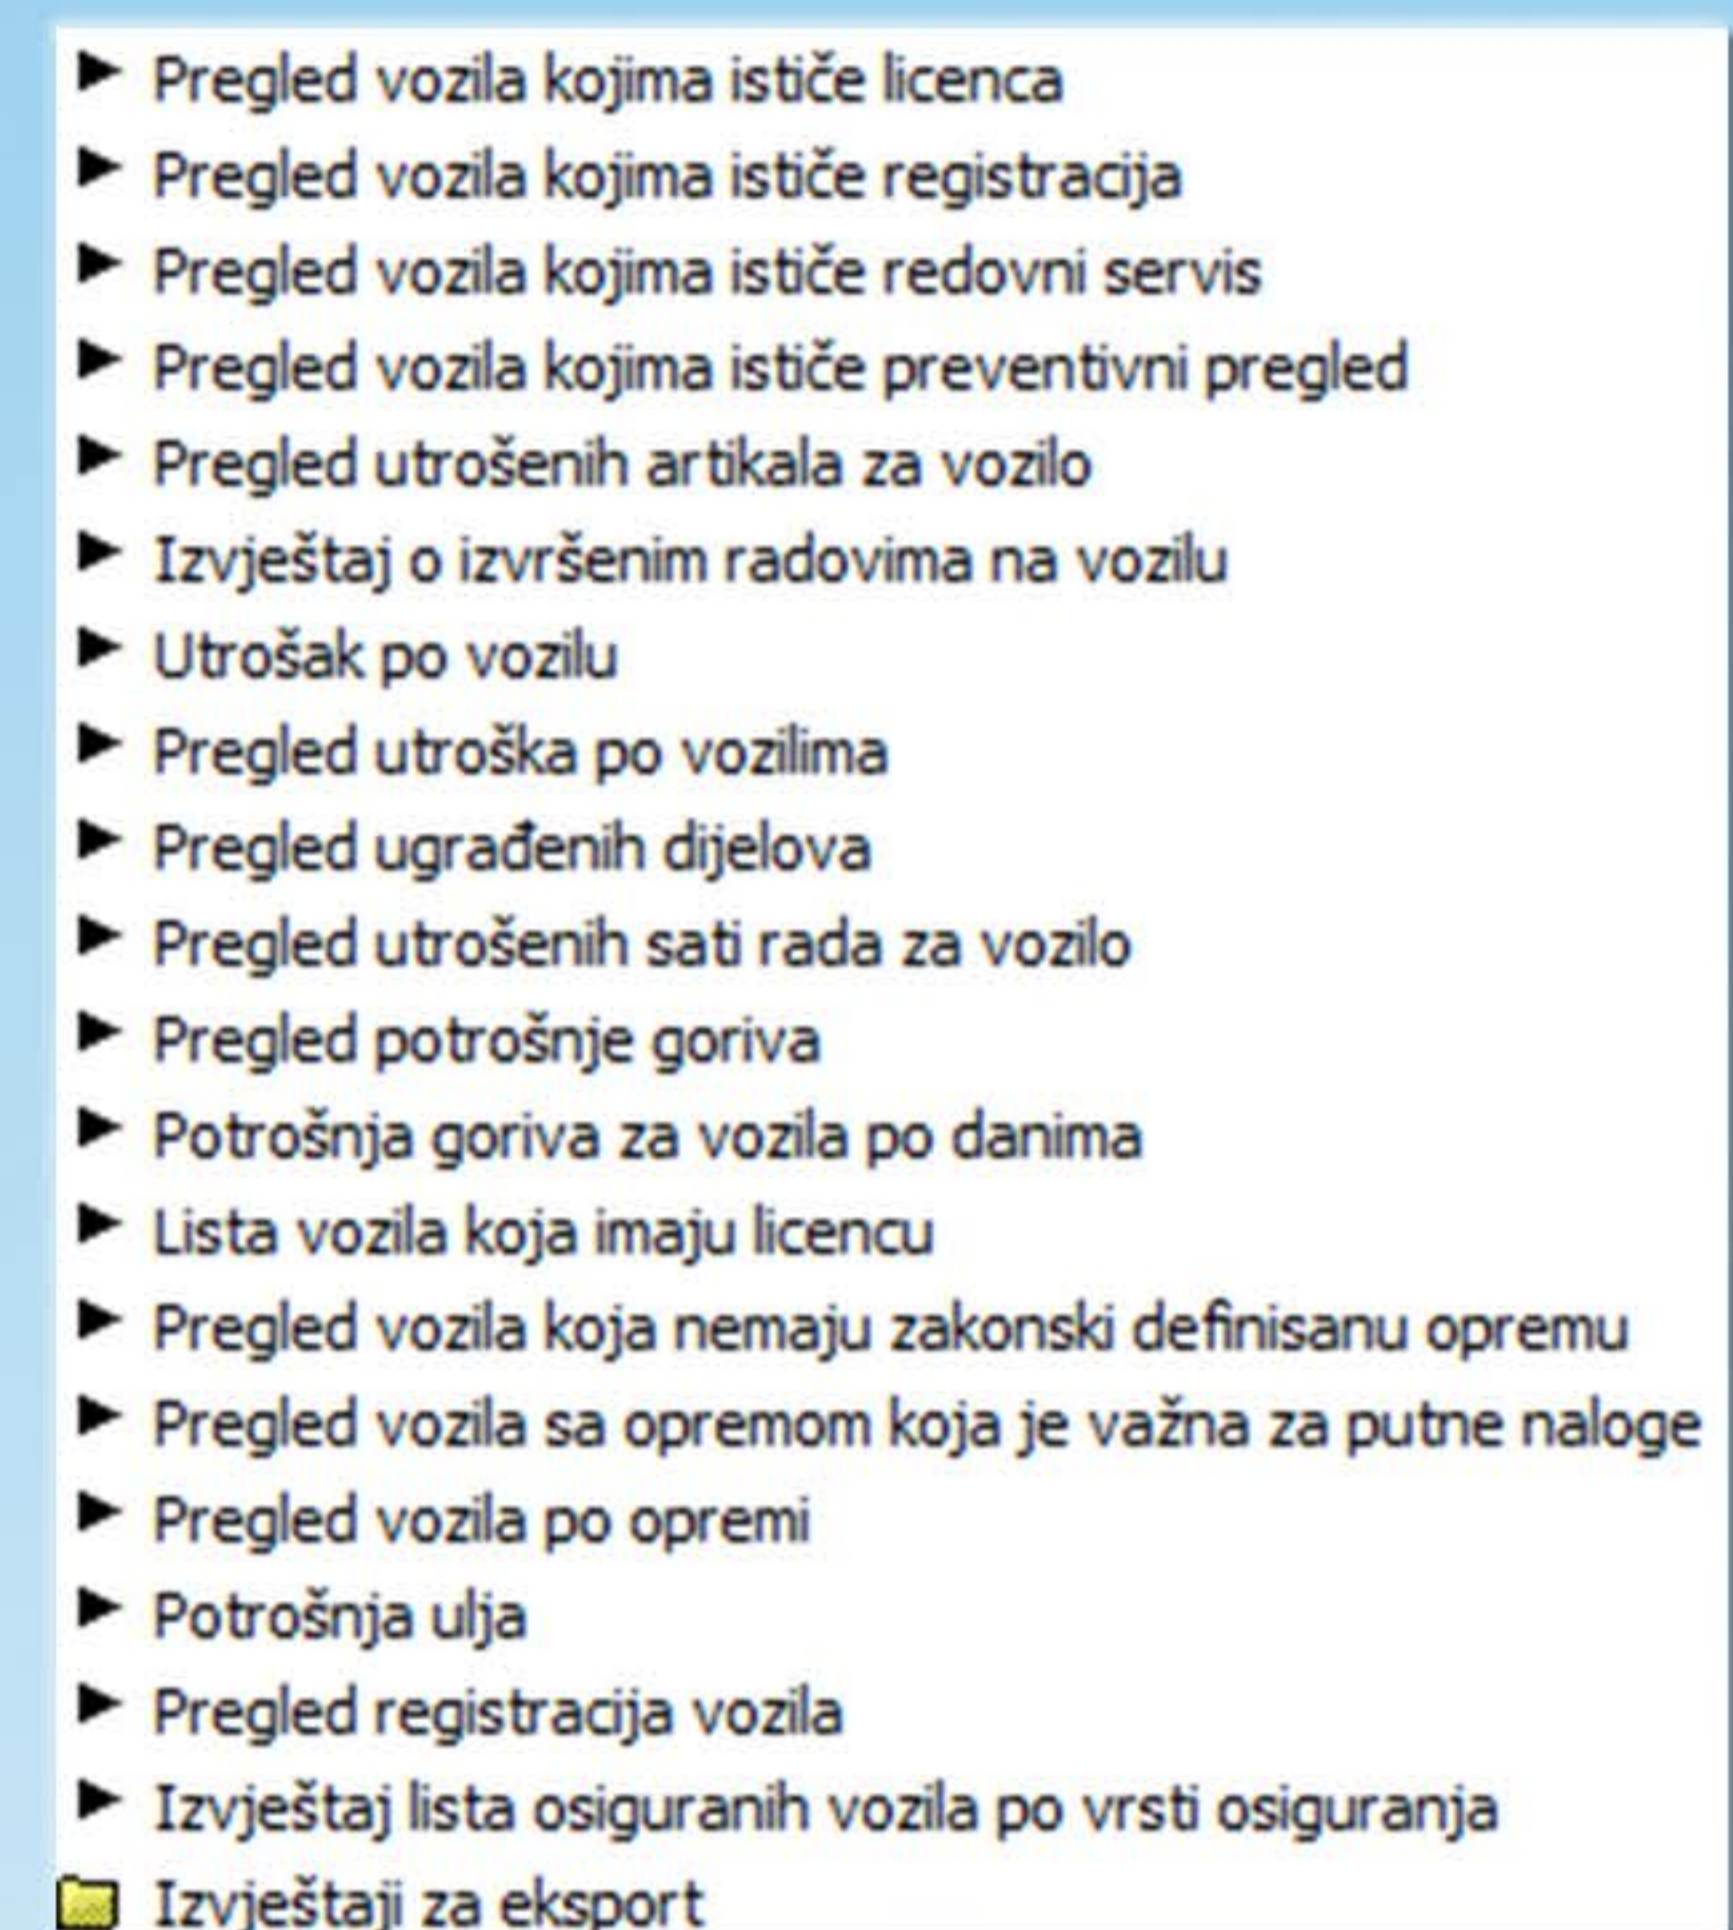 Pregled vozila kojima ističe licenca
Pregled vozila kojima ističe registracija
Pregled vozila kojima ističe redovni servis
Pregled vozila kojima ističe preventivni pregled
Pregled utrošenih artikala za vozilo
Izvještaj o izvršenim radovima na vozilu
Utrošak po vozilu
Pregled utroška po vozilima
Pregled ugrađenih dijelova
Pregled utrošenih sati rada za vozilo
Pregled potrošnje goriva
Potrošnja goriva za vozila po danima
Lista vozila koja imaju licencu
Pregled vozila koja nemaju zakonski definisanu opremu
Pregled vozila sa opremom koja je važna za putne naloge
Pregled vozila po opremi
Potrošnja ulja
Pregled registracija vozila
Izvještaj lista osiguranih vozila po vrsti osiguranja
Izvještaji za eksport